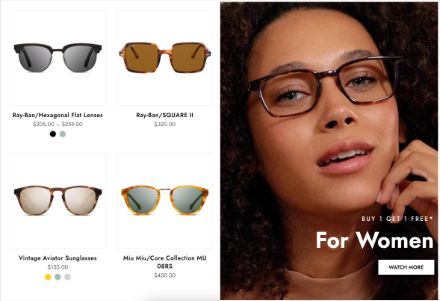 Ray-Ban/Hexagonal Flat Lenses
$205.00 – $259.00
Ray-Ban/SQUARE II
$320.00
Vintage Aviator Sunglasses
$155.00
Miu Miu/Core Collection MU
08RS
$450.00
BUY 1 GET 1 FREE*
For Women
WATCH MORE